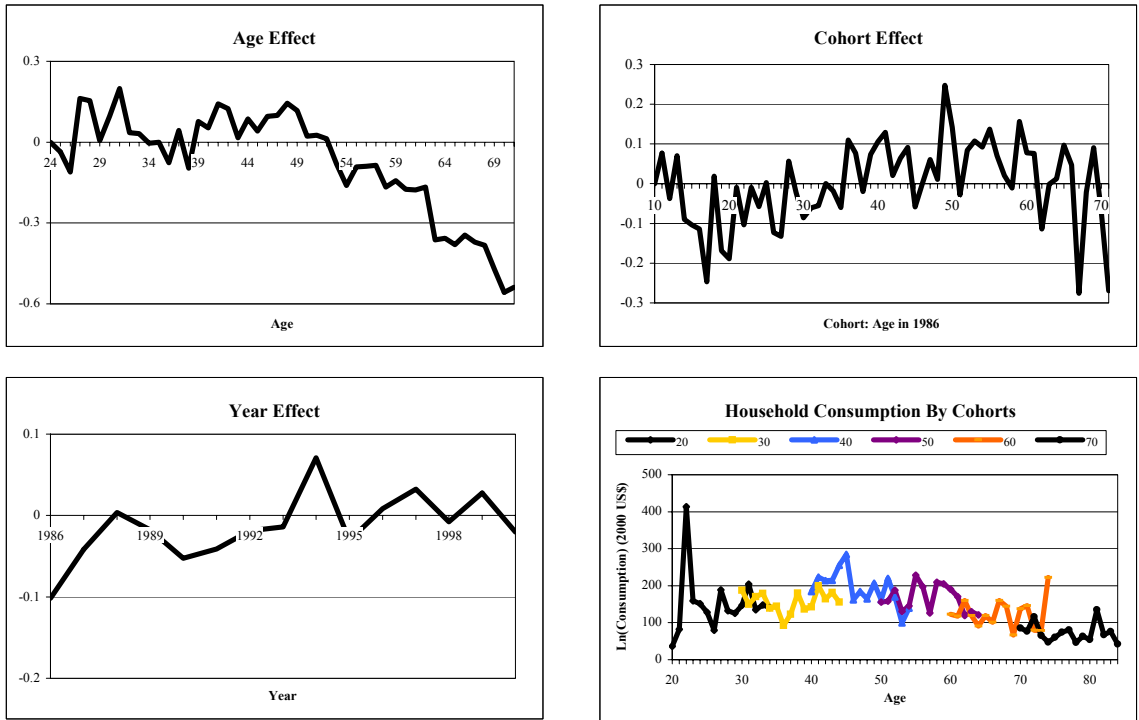 Age Effect
0.3
0
-0.3
-0.6
24 29 34 39 44 49 54 59 64 69
Age
Cohort Effect
0.3
0.2
0.1
0
-0.1
-0.2
-0.3
10 20 30 40 50 60 70
Cohort: Age in 1986
Year Effect
0.1
0
-0.1
-0.2
1986 1989 1992 1995 1998
Year
Household Consumption By Cohorts
20 30 40 50 60 70
Ln(Consumption) (2000 US$)
500
400
300
200
100
0
20 30 40 50 60 70 80
Age